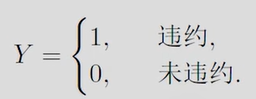 Y = { 1, 违约,
0, 未违约.